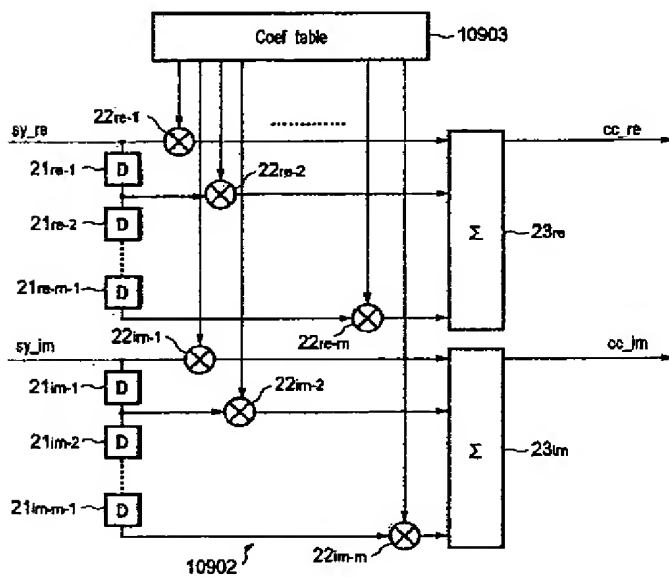 Coef table
10903
22re-1
sy_re
cc_re
21re-1
D
22re-2
21re-2
D
Σ
23re
21re-m-1
D
22re-m
22im-1
sy_im
cc_im
21im-1
D
22im-2
21im-2
D
Σ
23im
21im-m-1
D
22im-m
10902